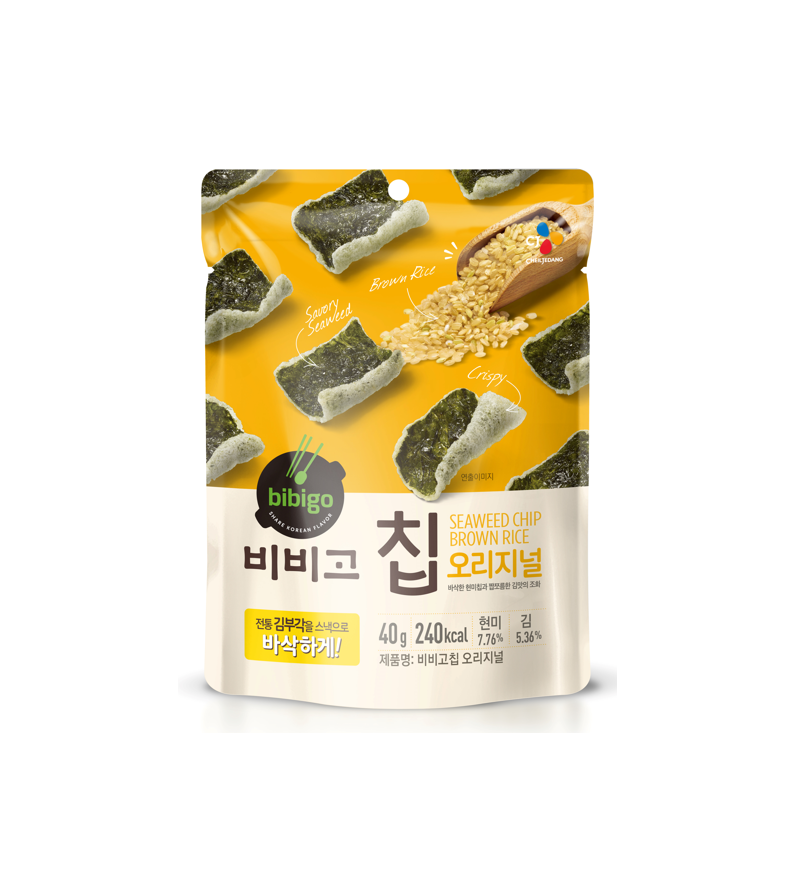 CJ
CHEILJEDANG
Brown Rice
Savory
Seaweed
Crispy
연출이미지
bibigo
SHARE KOREAN FLAVOR
비비고 칩
SEAWEED CHIP
BROWN RICE
오리지널
바삭한 현미칩과 짭쪼름한 김맛의 조화
전통 김부각을 스낵으로
바삭하게!
40g 240kcal 현미 7.76% 김 5.36%
제품명: 비비고칩 오리지널